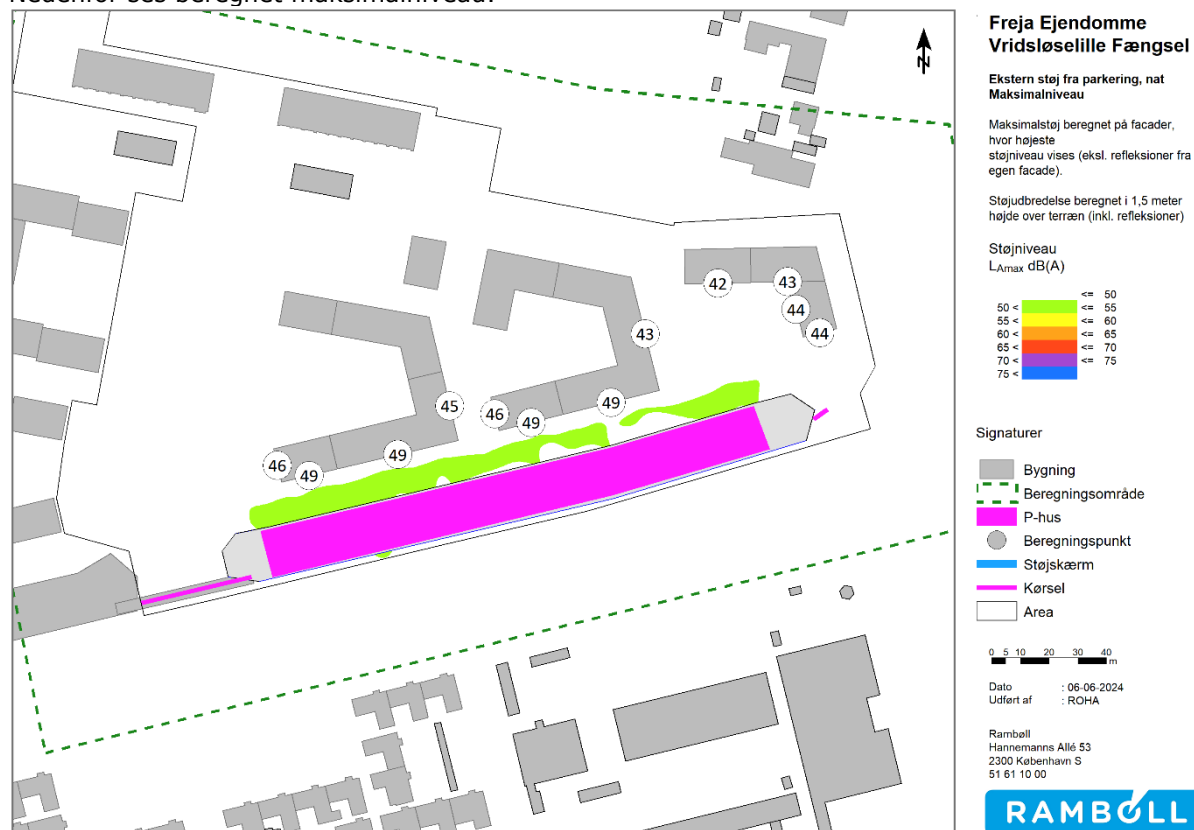 Nedenfor ses beregnet maksimalniveau.
Freja Ejendomme
Vridsløselille Fængsel
Ekstern støj fra parkering, nat
Maksimalniveau
Maksimalstøj beregnet på facader,
hvor højeste
støjniveau vises (eksl. refleksioner fra
egen facade).
Støjudbredelse beregnet i 1,5 meter
højde over terræn (inkl. refleksioner)
Støjniveau
LAmax dB(A)
<= 50
50 < <= 55
55 < <= 60
60 < <= 65
65 < <= 70
70 < <= 75
75 <
Signaturer
Bygning
Beregningsområde
P-hus
Beregningspunkt
Støjskærm
Kørsel
Area
0 5 10 20 30 40
m
Dato : 06-06-2024
Udført af : ROHA
Rambøll
Hannemanns Allé 53
2300 København S
51 61 10 00
RAMBOLL
N
42
43
44
44
43
45
46
49
49
46
49
49